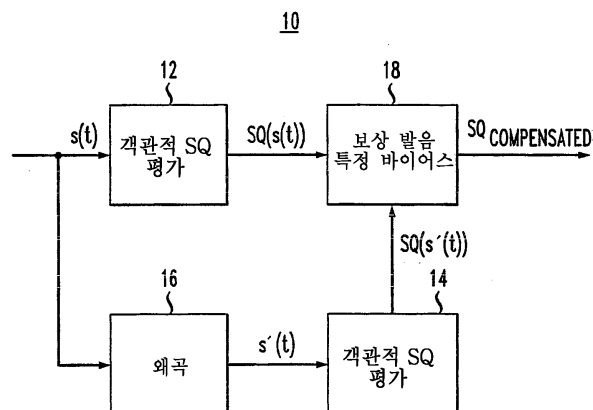 10
12
18
s(t)
객관적 SQ
평가
SQ(s(t))
보상 발음
특정 바이어스
SQ COMPENSATED
SQ(s´(t))
16
14
왜곡
s´(t)
객관적 SQ
평가